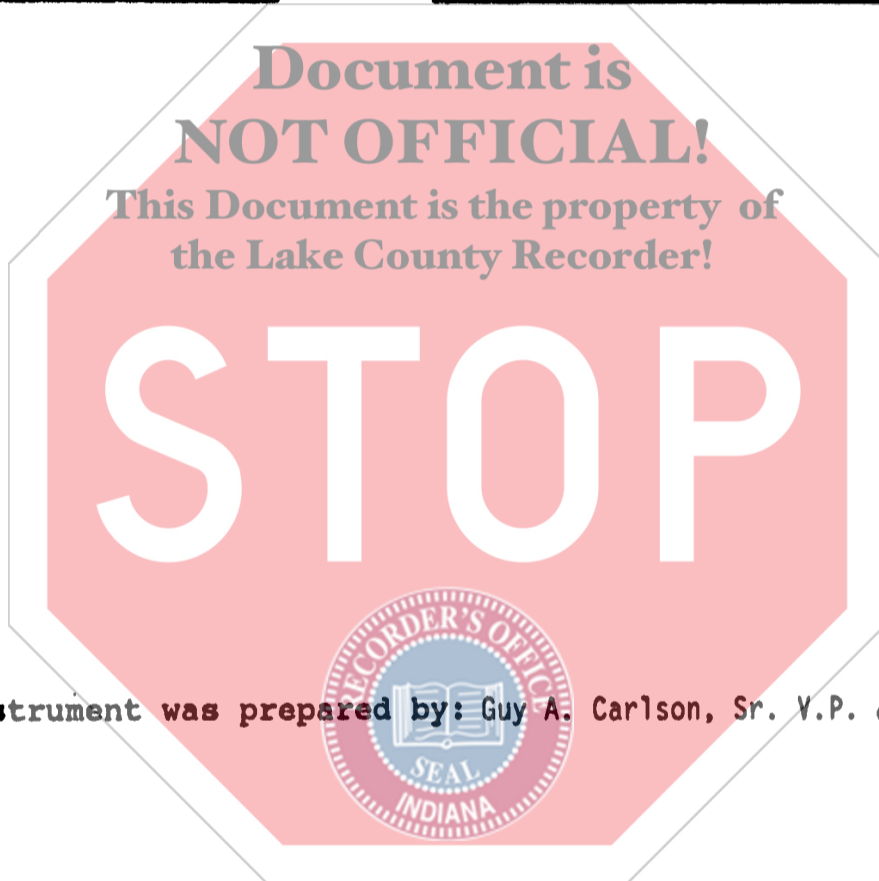 Document is
NOT OFFICIAL!
This Document is the property of
the Lake County Recorder!
STOP
RECORDER'S OFFICE
strument was prepared by: Guy A. Carlson, Sr. V.P.
SEAL
INDIANA